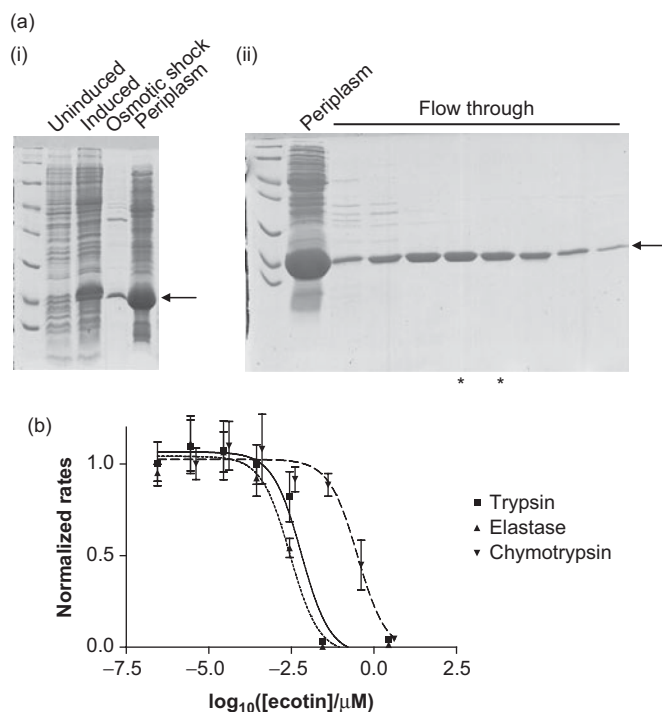 (a)
(i)
Uninduced
Induced
Osmotic shock
Periplasm
(ii)
Periplasm
Flow through
* *
(b)
Normalized rates
1.0
0.5
0.0
−7.5 −5.0 −2.5 0.0 2.5
log10([ecotin]/μM)
Trypsin
Elastase
Chymotrypsin